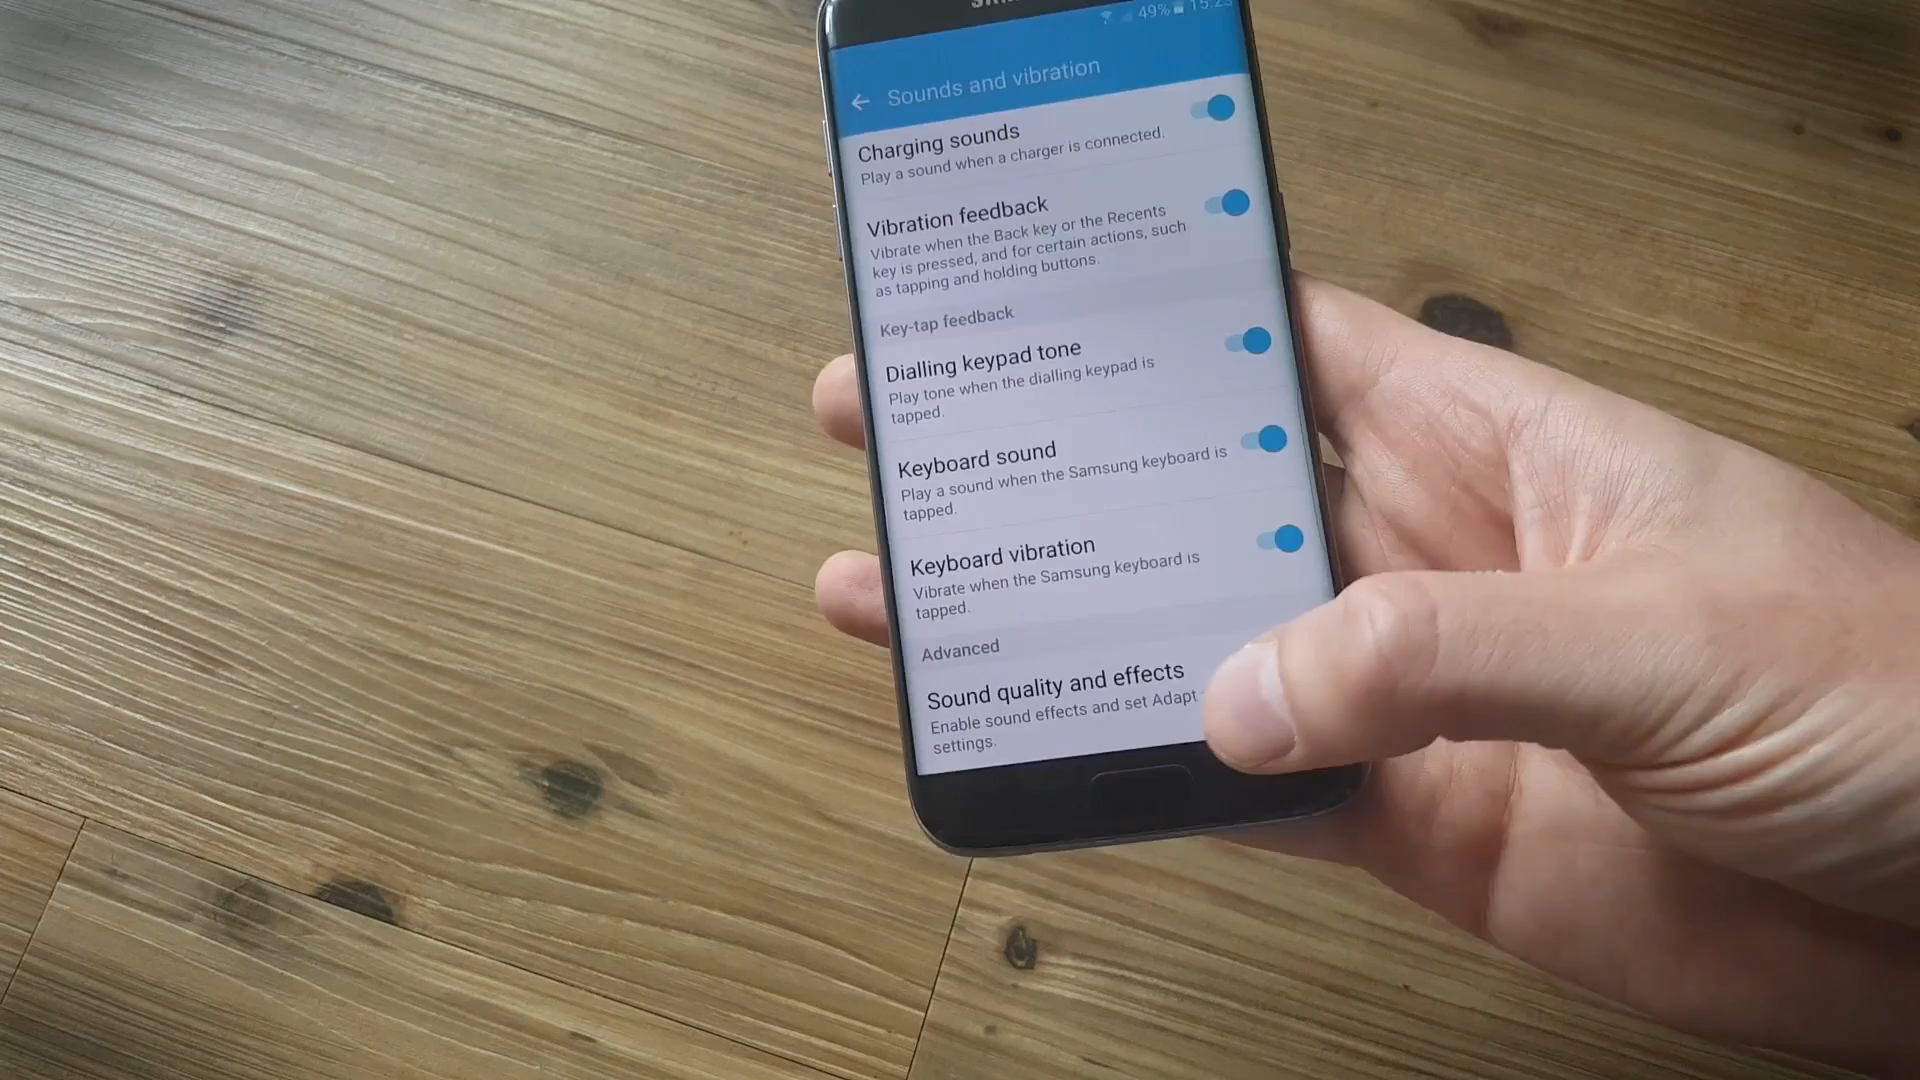 49% 15:23
Sounds and vibration
Charging sounds
Play a sound when a charger is connected.
Vibration feedback
Vibrate when the Back key or the Recents
key is pressed, and for certain actions, such
as tapping and holding buttons.
Key-tap feedback
Dialling keypad tone
Play tone when the dialling keypad is
tapped.
Keyboard sound
Play a sound when the Samsung keyboard is
tapped.
Keyboard vibration
Vibrate when the Samsung keyboard is
tapped.
Advanced
Sound quality and effects
Enable sound effects and set Adapt
settings.